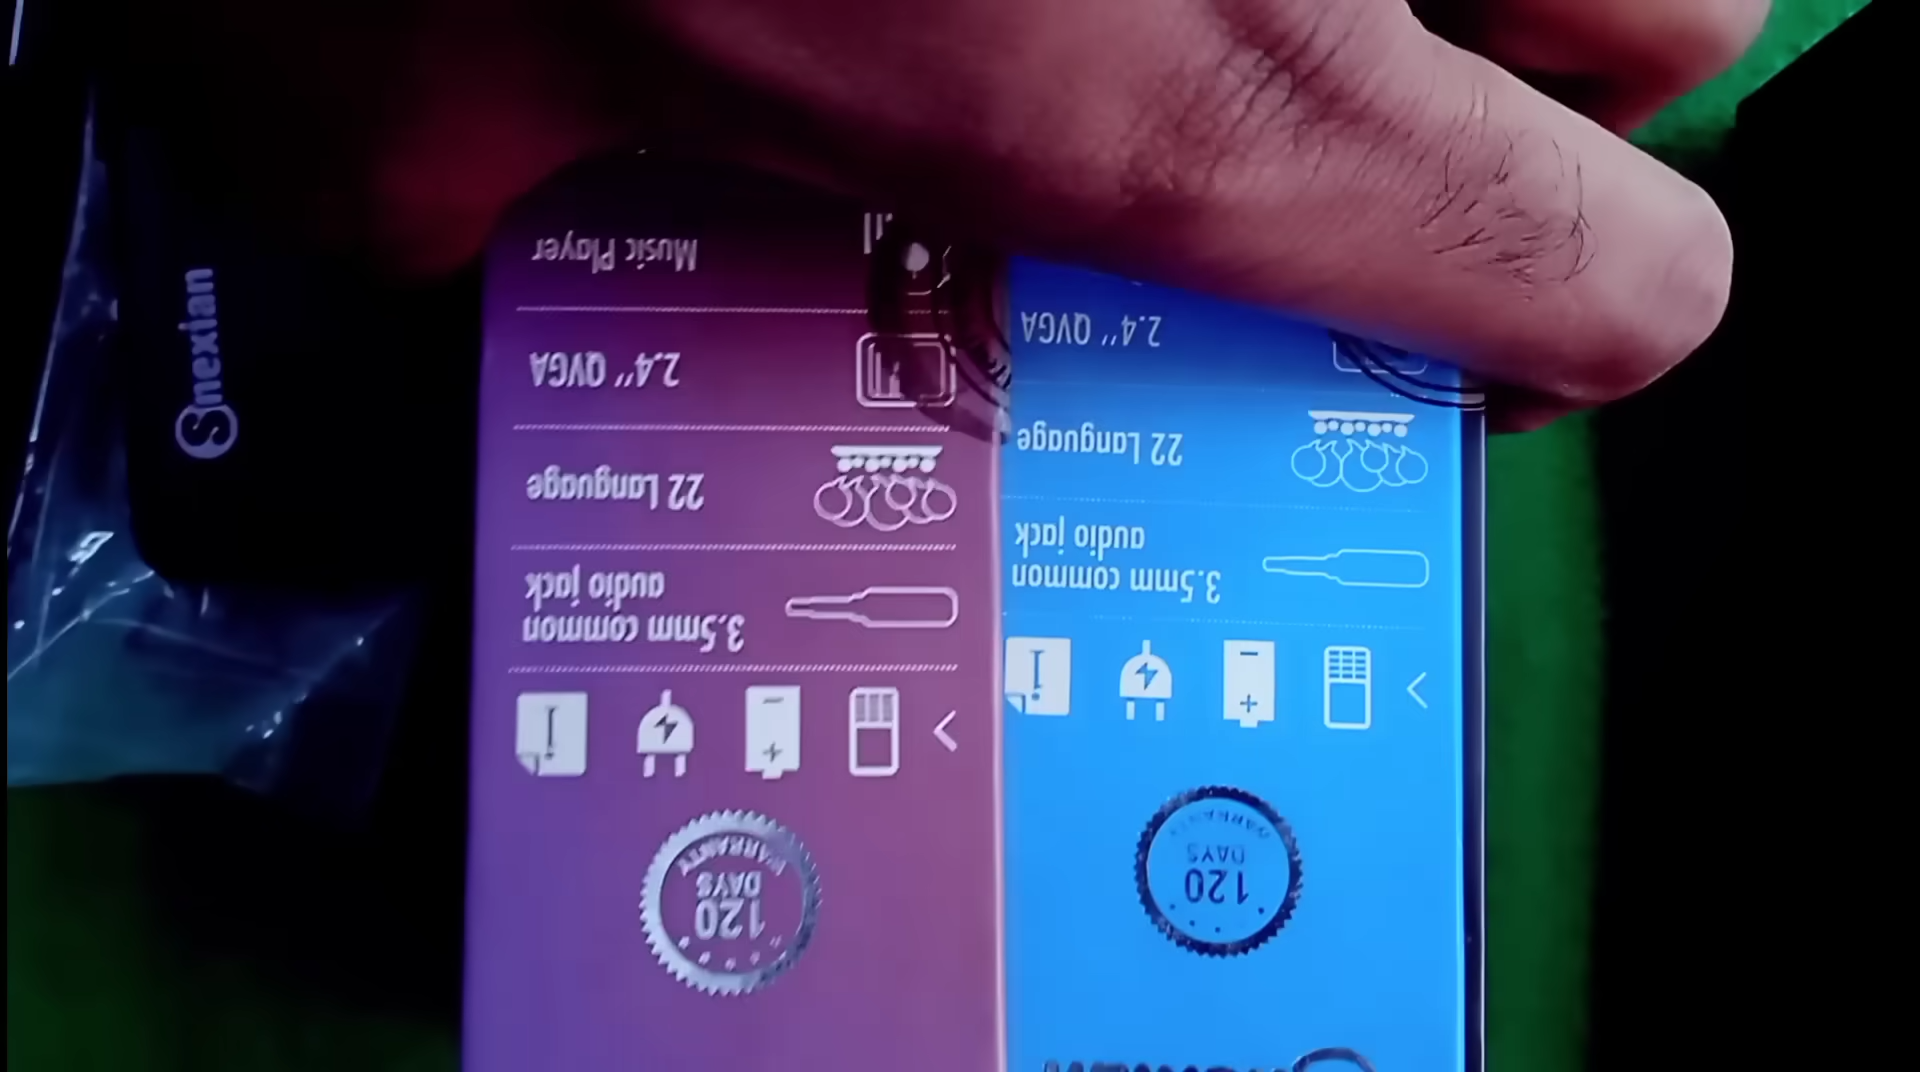 120
DAYS
WARRANTY
3.5mm common
audio jack
22 Language
2.4" QVGA
120
DAYS
WARRANTY
3.5mm common
audio jack
22 Language
2.4" QVGA
Music Player
Snexian